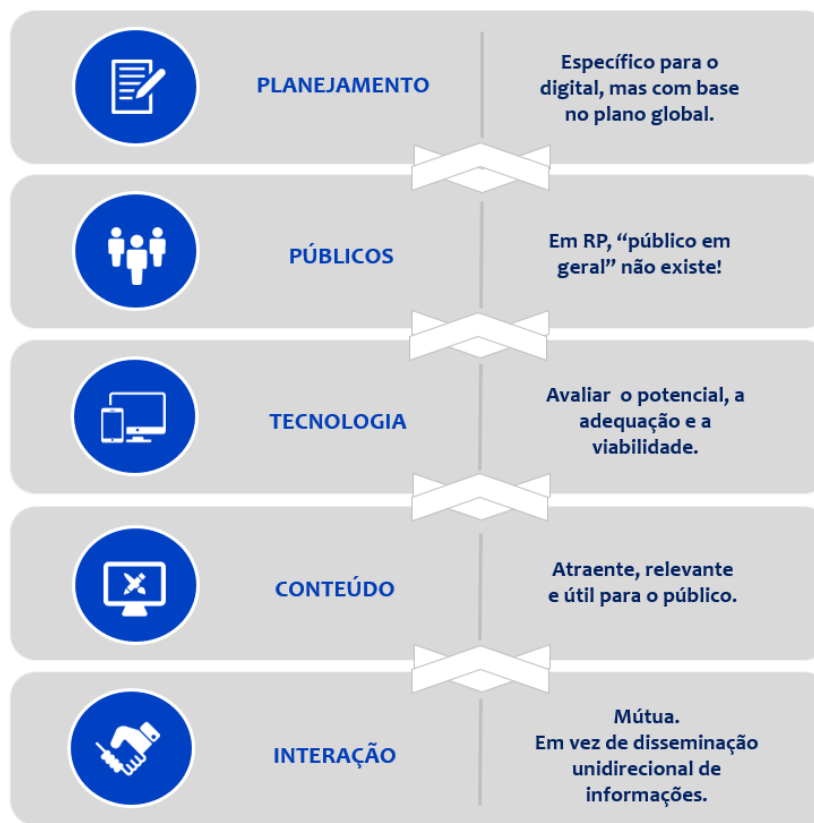 PLANEJAMENTO
Específico para o
digital, mas com base
no plano global.
PÚBLICOS
Em RP, “público em
geral” não existe!
TECNOLOGIA
Avaliar o potencial, a
adequação e a
viabilidade.
CONTEÚDO
Atraente, relevante
e útil para o público.
INTERAÇÃO
Mútua.
Em vez de disseminação
unidirecional de
informações.